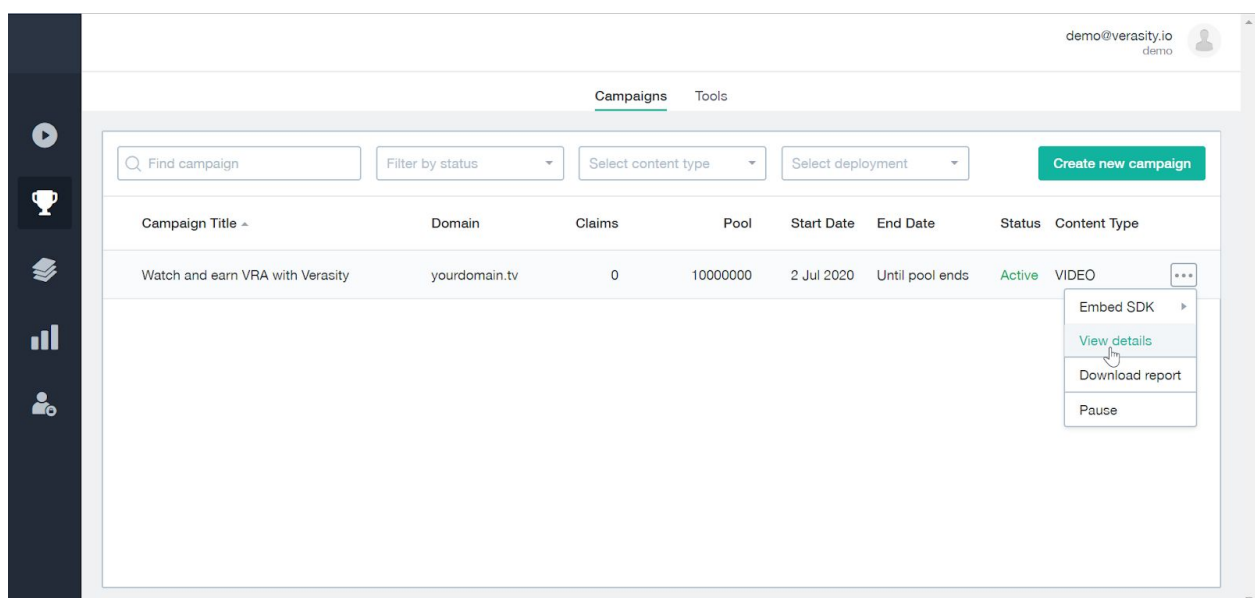 demo@verasity.io
demo
Campaigns Tools
Find campaign Filter by status Select content type Select deployment Create new campaign
Campaign Title Domain Claims Pool Start Date End Date Status Content Type
Watch and earn VRA with Verasity yourdomain.tv 0 10000000 2 Jul 2020 Until pool ends Active VIDEO
Embed SDK
View details
Download report
Pause